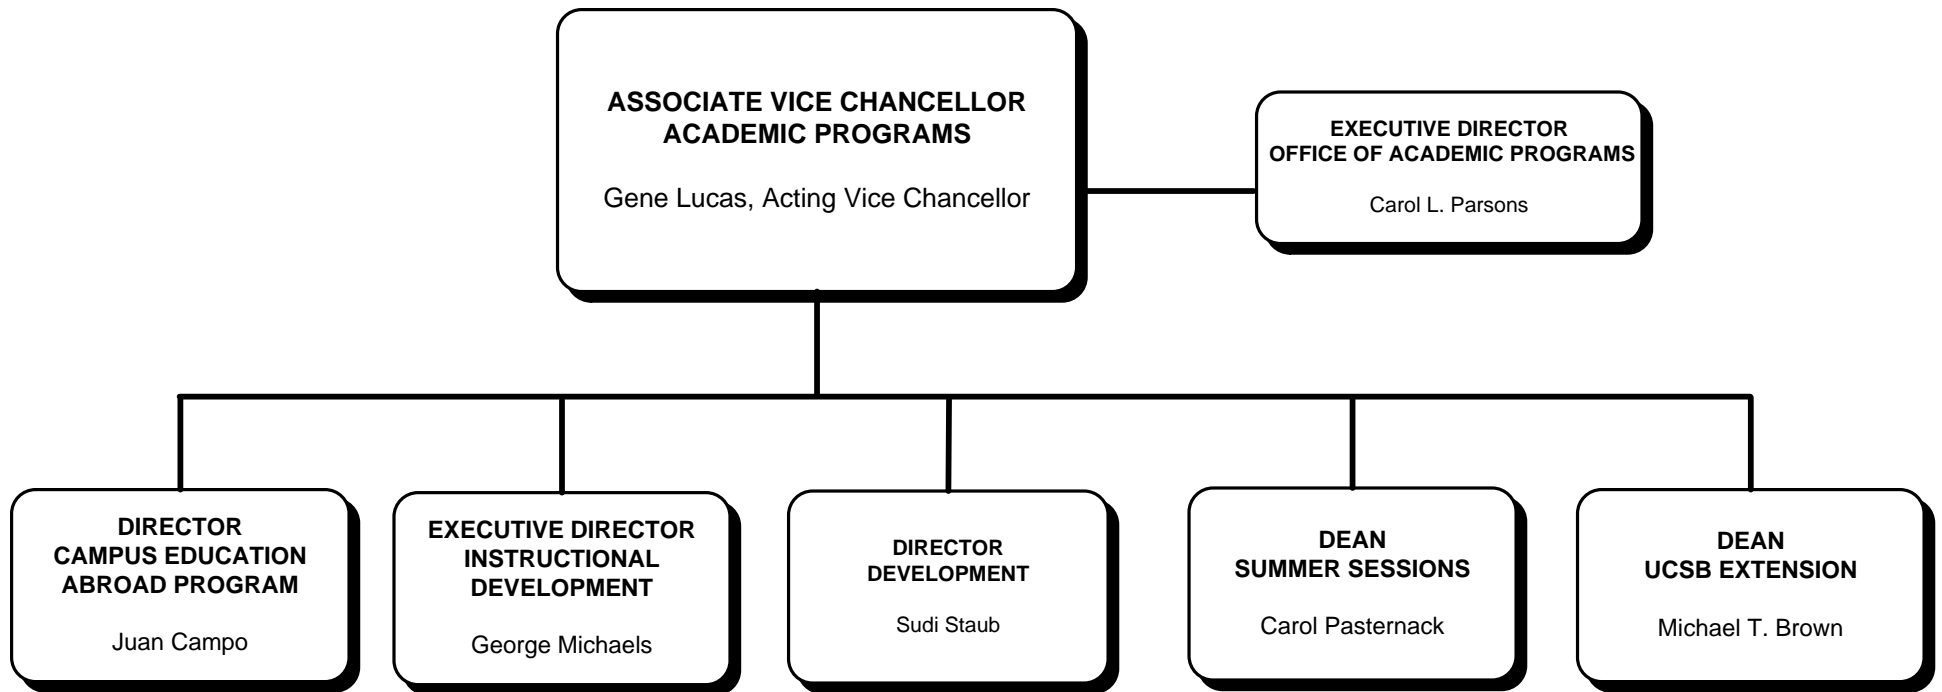 ASSOCIATE VICE CHANCELLOR
ACADEMIC PROGRAMS
Gene Lucas, Acting Vice Chancellor
EXECUTIVE DIRECTOR
OFFICE OF ACADEMIC PROGRAMS
Carol L. Parsons
DIRECTOR
CAMPUS EDUCATION
ABROAD PROGRAM
Juan Campo
EXECUTIVE DIRECTOR
INSTRUCTIONAL
DEVELOPMENT
George Michaels
DIRECTOR
DEVELOPMENT
Sudi Staub
DEAN
SUMMER SESSIONS
Carol Pasternack
DEAN
UCSB EXTENSION
Michael T. Brown